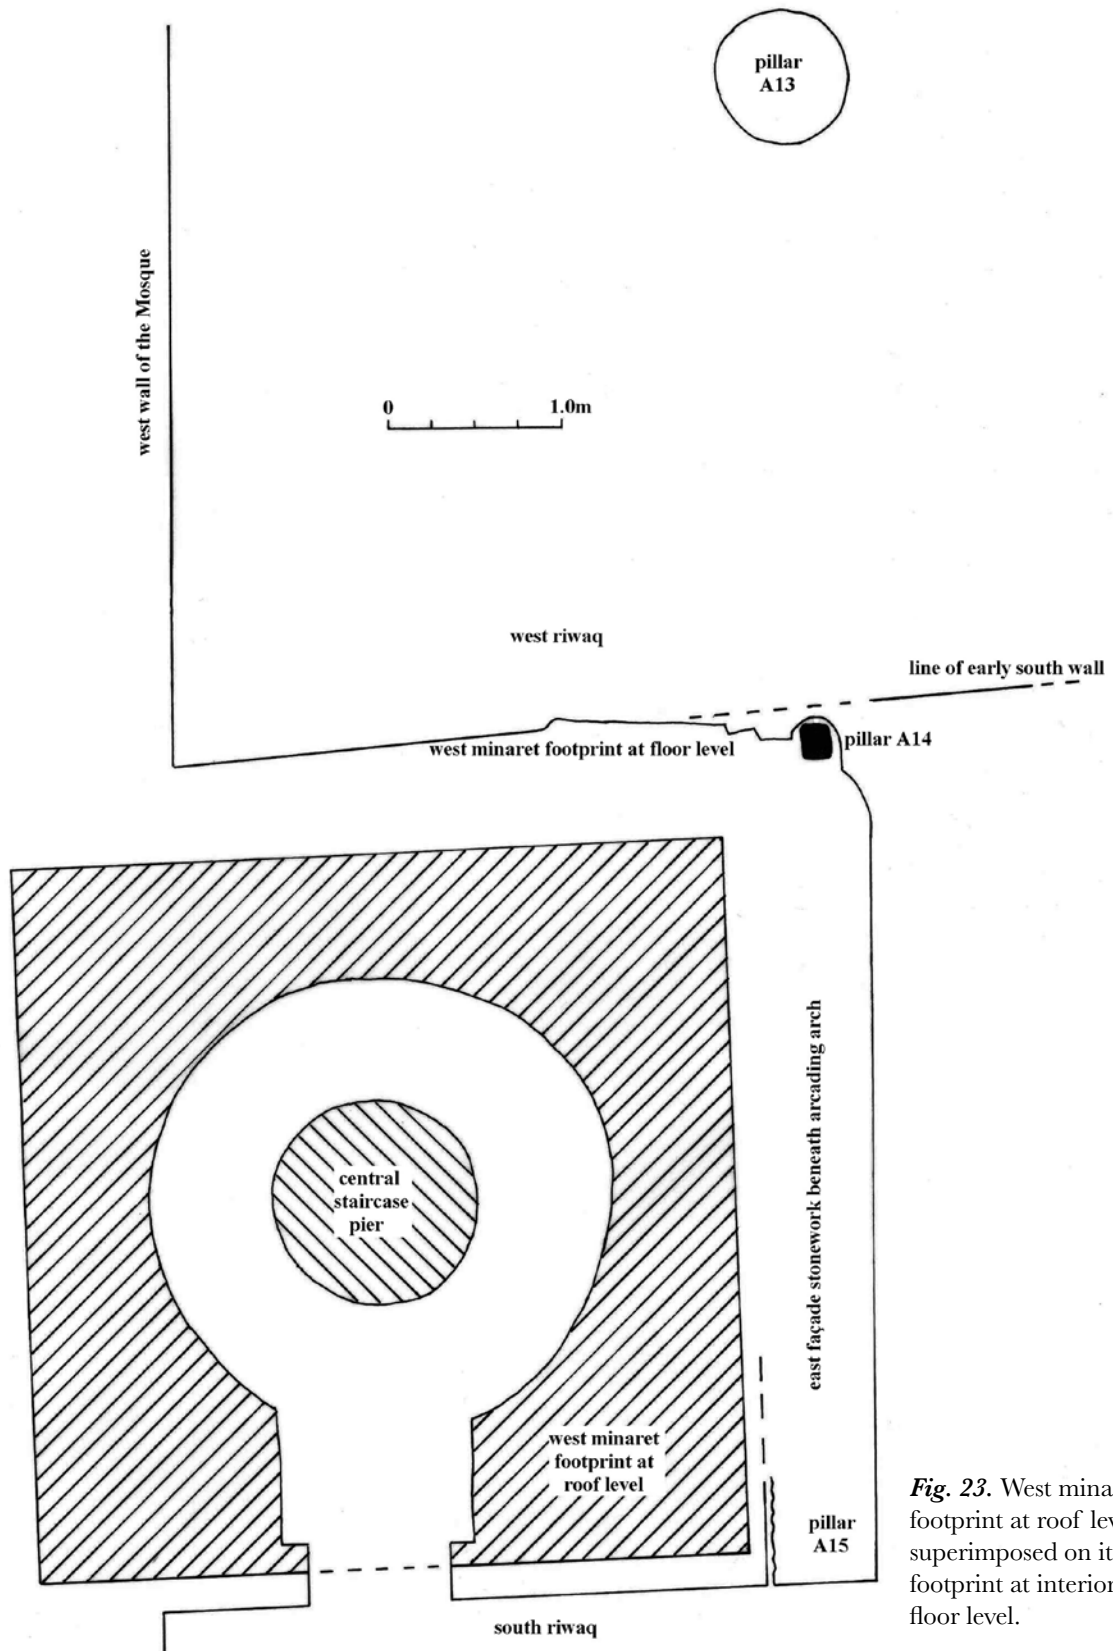 pillar
A13
west wall of the Mosque
0 1.0m
west riwaq
line of early south wall
west minaret footprint at floor level
pillar A14
east façade stonework beneath arcading arch
central
staircase
pier
west minaret
footprint at
roof level
pillar
A15
south riwaq
Fig. 23. West mina
footprint at roof lev
superimposed on it
footprint at interior
floor level.